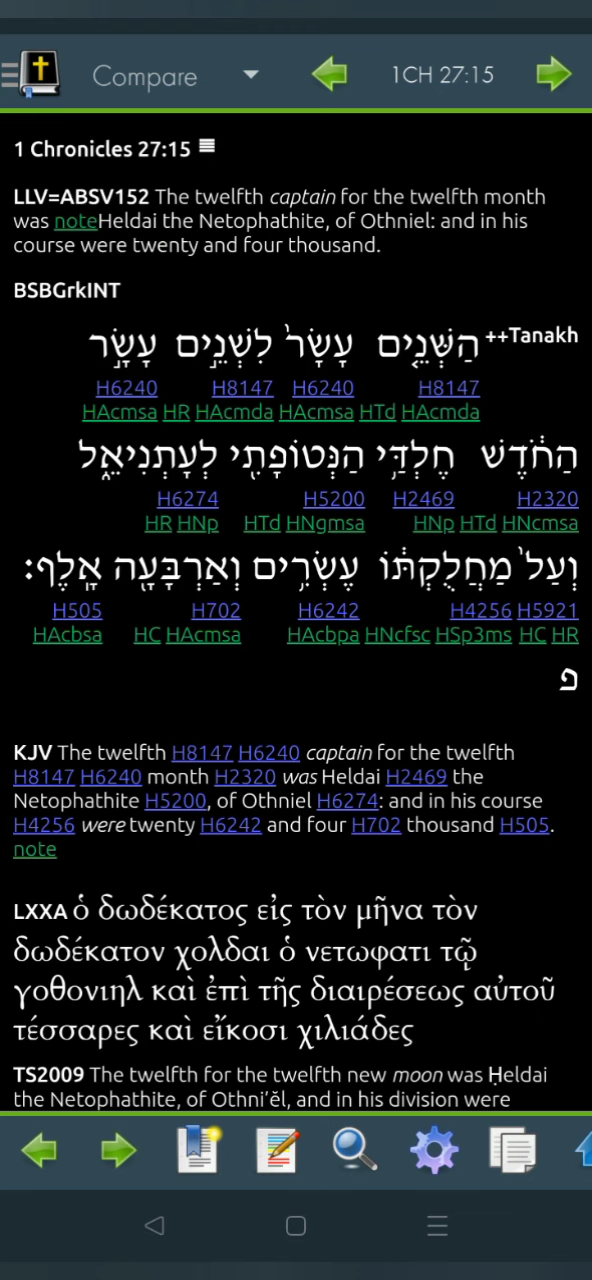 Compare 1CH 27:15
1 Chronicles 27:15
LLV=ABSV152 The twelfth captain for the twelfth month
was noteHeldai the Netophathite, of Othniel: and in his
course were twenty and four thousand.
BSBGrkINT
++Tanakh הַשְּׁנֵ֤ים עָשָׂר֙ לִשְׁנֵ֣ים עָשָׂ֣ר
H6240 H8147 H6240 H8147
HAcmsa HR HAcmda HAcmsa HTd HAcmda
הַחֹ֔דֶשׁ חֶלְדַּ֥י הַנְּטוֹפָתִ֖י לְעָתְנִיאֵ֑ל
H6274 H5200 H2469 H2320
HR HNp HTd HNgmsa HNp HTd HNcmsa
וְעַל֙ מַחֲלֻקְתּ֔וֹ עֶשְׂרִ֥ים וְאַרְבָּעָ֖ה אָֽלֶף׃
H505 H702 H6242 H4256 H5921
HAcbsa HC HAcmsa HAcbpa HNcfsc HSp3ms HC HR
פ
KJV The twelfth H8147 H6240 captain for the twelfth
H8147 H6240 month H2320 was Heldai H2469 the
Netophathite H5200, of Othniel H6274: and in his course
H4256 were twenty H6242 and four H702 thousand H505.
note
LXXA ὁ δωδέκατος εἰς τὸν μῆνα τὸν
δωδέκατον χολδαι ὁ νετωφατι τῷ
γοθονιηλ καὶ ἐπὶ τῆς διαιρέσεως αὐτοῦ
τέσσαρες καὶ εἴκοσι χιλιάδες
TS2009 The twelfth for the twelfth new moon was Ḥeldai
the Netophathite, of Othni’ĕl, and in his division were